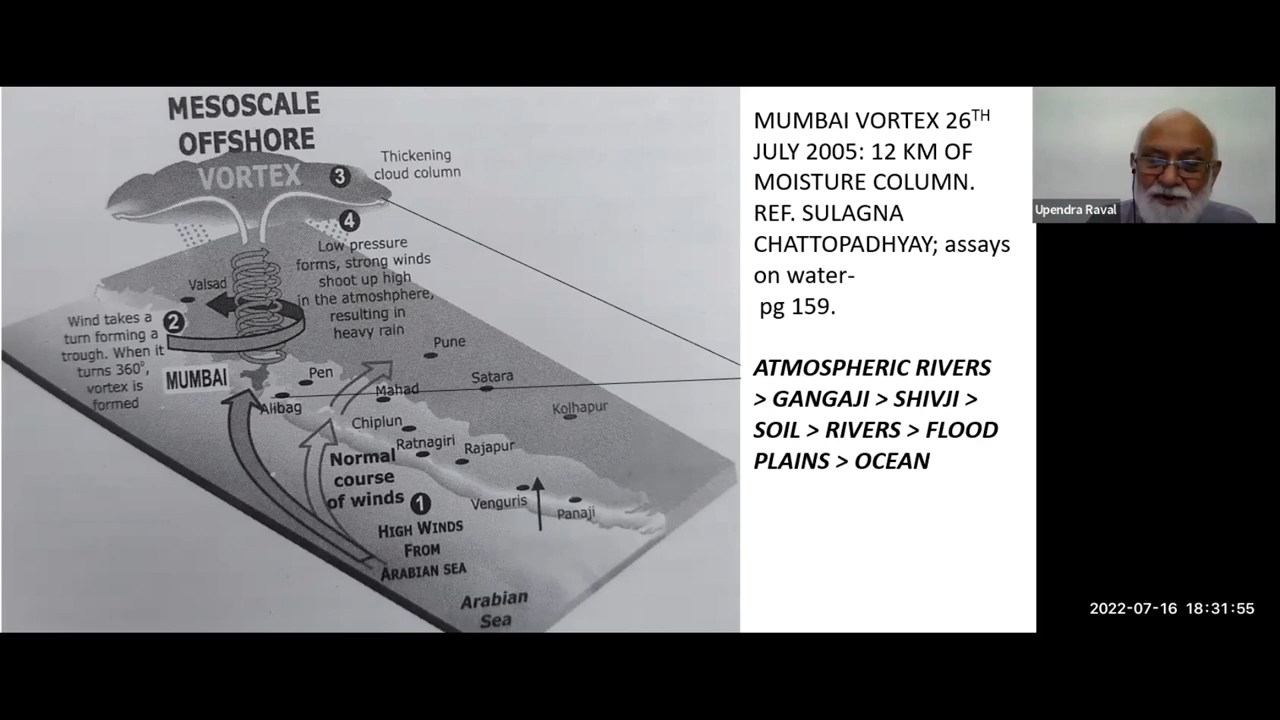 MESOSCALE
OFFSHORE
VORTEX 3
Thickening
cloud column
4
Low pressure
forms, strong winds
shoot up high
in the atmoshphere,
resulting in
heavy rain
Valsad
Wind takes a 2
turn forming a
trough. When it
turns 360°,
vortex is
formed
MUMBAI
Pune
Pen
Satara
Mahad
Alibag
Kolhapur
Chiplun
Ratnagiri
Rajapur
Normal
course
of winds 1
Venguris
Panaji
HIGH WINDS
FROM
ARABIAN SEA
Arabian
Sea
MUMBAI VORTEX 26TH
JULY 2005: 12 KM OF
MOISTURE COLUMN.
REF. SULAGNA
CHATTOPADHYAY; assays
on water-
pg 159.
ATMOSPHERIC RIVERS
> GANGAJI > SHIVJI >
SOIL > RIVERS > FLOOD
PLAINS > OCEAN
Upendra Raval
2022-07-16 18:31:55